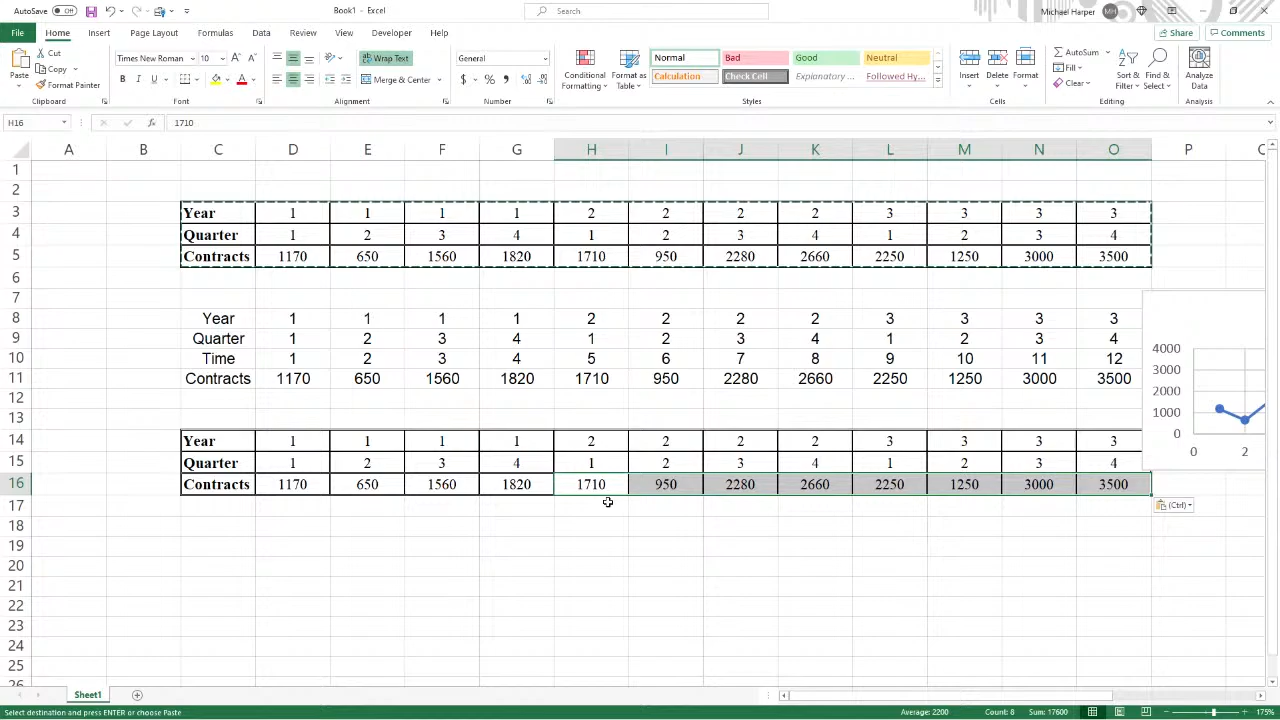 AutoSave Off Book1 - Excel Search Michael Harper MH
File Home Insert Page Layout Formulas Data Review View Automate Developer Help Share Comments
Paste Cut Copy Format Painter Clipboard
Times New Roman 10 A A B I U A Font
Wrap Text Merge & Center Alignment
General $ % , Number
Conditional Formatting Format as Table Normal Bad Good Neutral Calculation Check Cell Explanatory ... Followed Hy... Styles
Insert Delete Format Cells
AutoSum Fill Clear Sort & Filter Find & Select Editing
Analyze Data Analysis
H16 fx 1710
A B C D E F G H I J K L M N O P
1
2
3 Year 1 1 1 1 2 2 2 2 3 3 3 3
4 Quarter 1 2 3 4 1 2 3 4 1 2 3 4
5 Contracts 1170 650 1560 1820 1710 950 2280 2660 2250 1250 3000 3500
6
7
8 Year 1 1 1 1 2 2 2 2 3 3 3 3
9 Quarter 1 2 3 4 1 2 3 4 1 2 3 4
10 Time 1 2 3 4 5 6 7 8 9 10 11 12
11 Contracts 1170 650 1560 1820 1710 950 2280 2660 2250 1250 3000 3500
4000
3000
2000
1000
0
0 2
12
13
14 Year 1 1 1 1 2 2 2 2 3 3 3 3
15 Quarter 1 2 3 4 1 2 3 4 1 2 3 4
16 Contracts 1170 650 1560 1820 1710 950 2280 2660 2250 1250 3000 3500
17 (Ctrl)
18
19
20
21
22
23
24
25
Sheet1
Select destination and press ENTER or choose Paste Average: 2200 Count: 8 Sum: 17600 175%